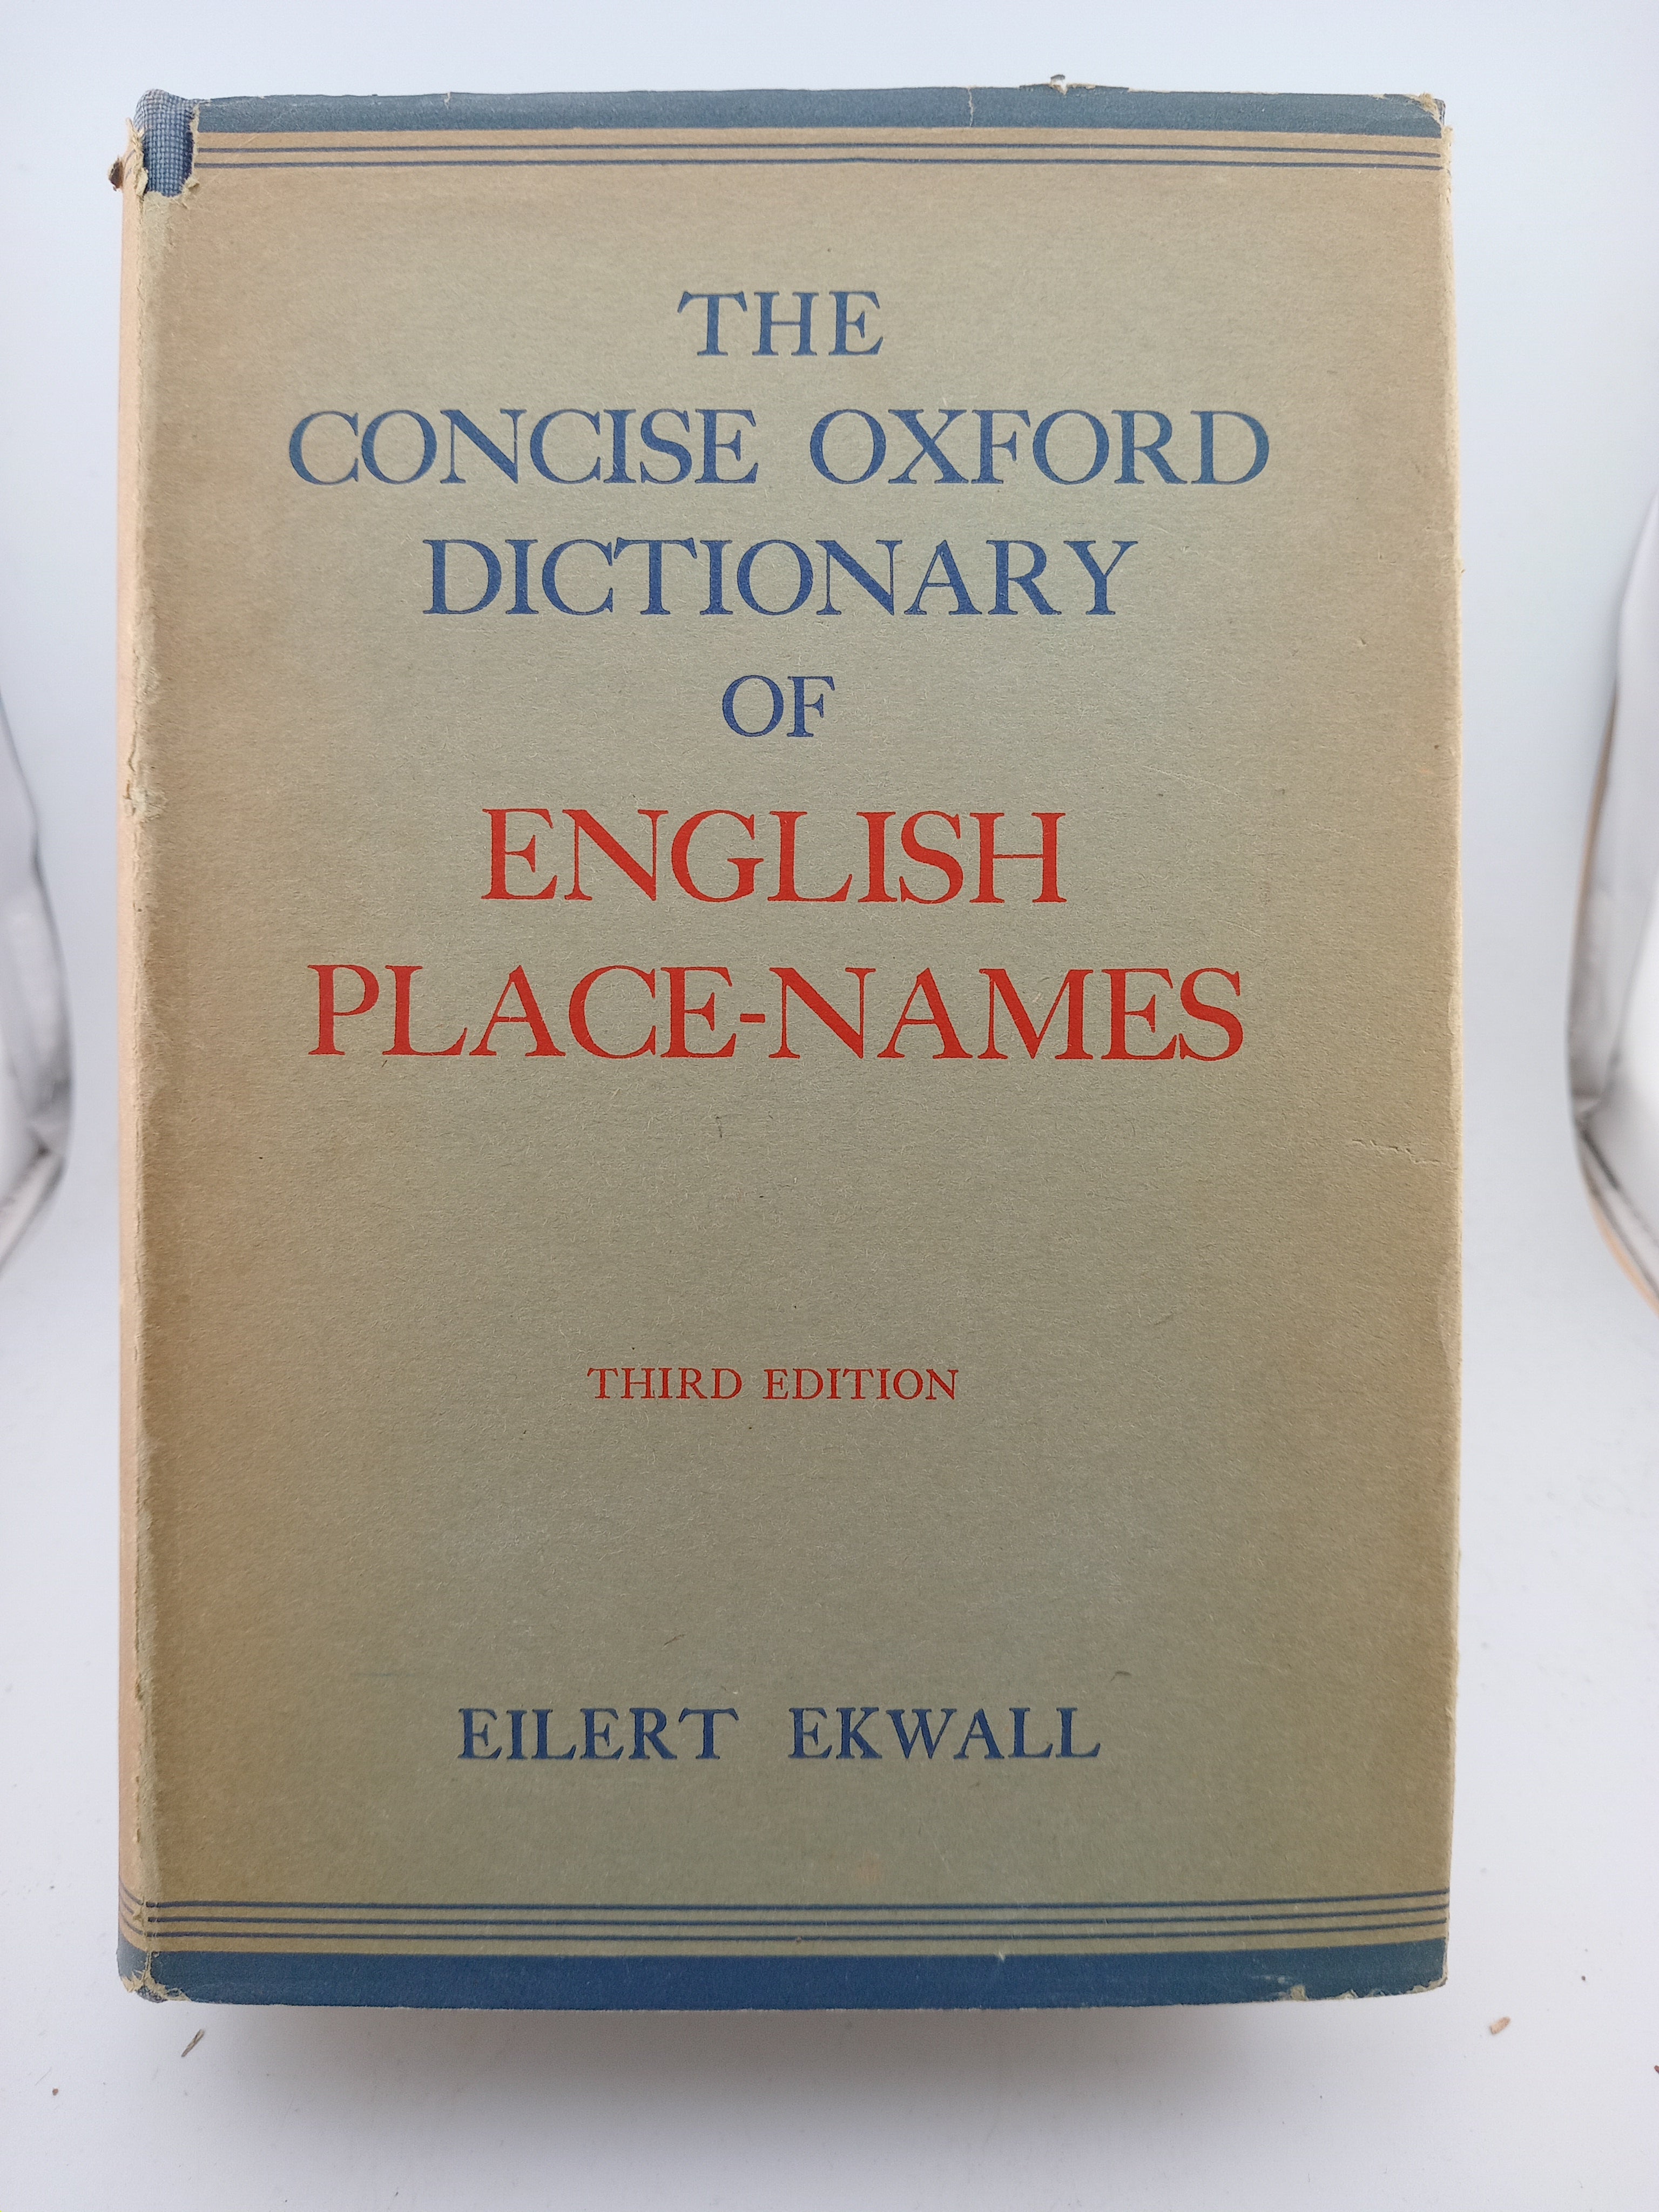 THE
CONCISE OXFORD
DICTIONARY
OF
ENGLISH
PLACE-NAMES
THIRD EDITION
EILERT EKWALL